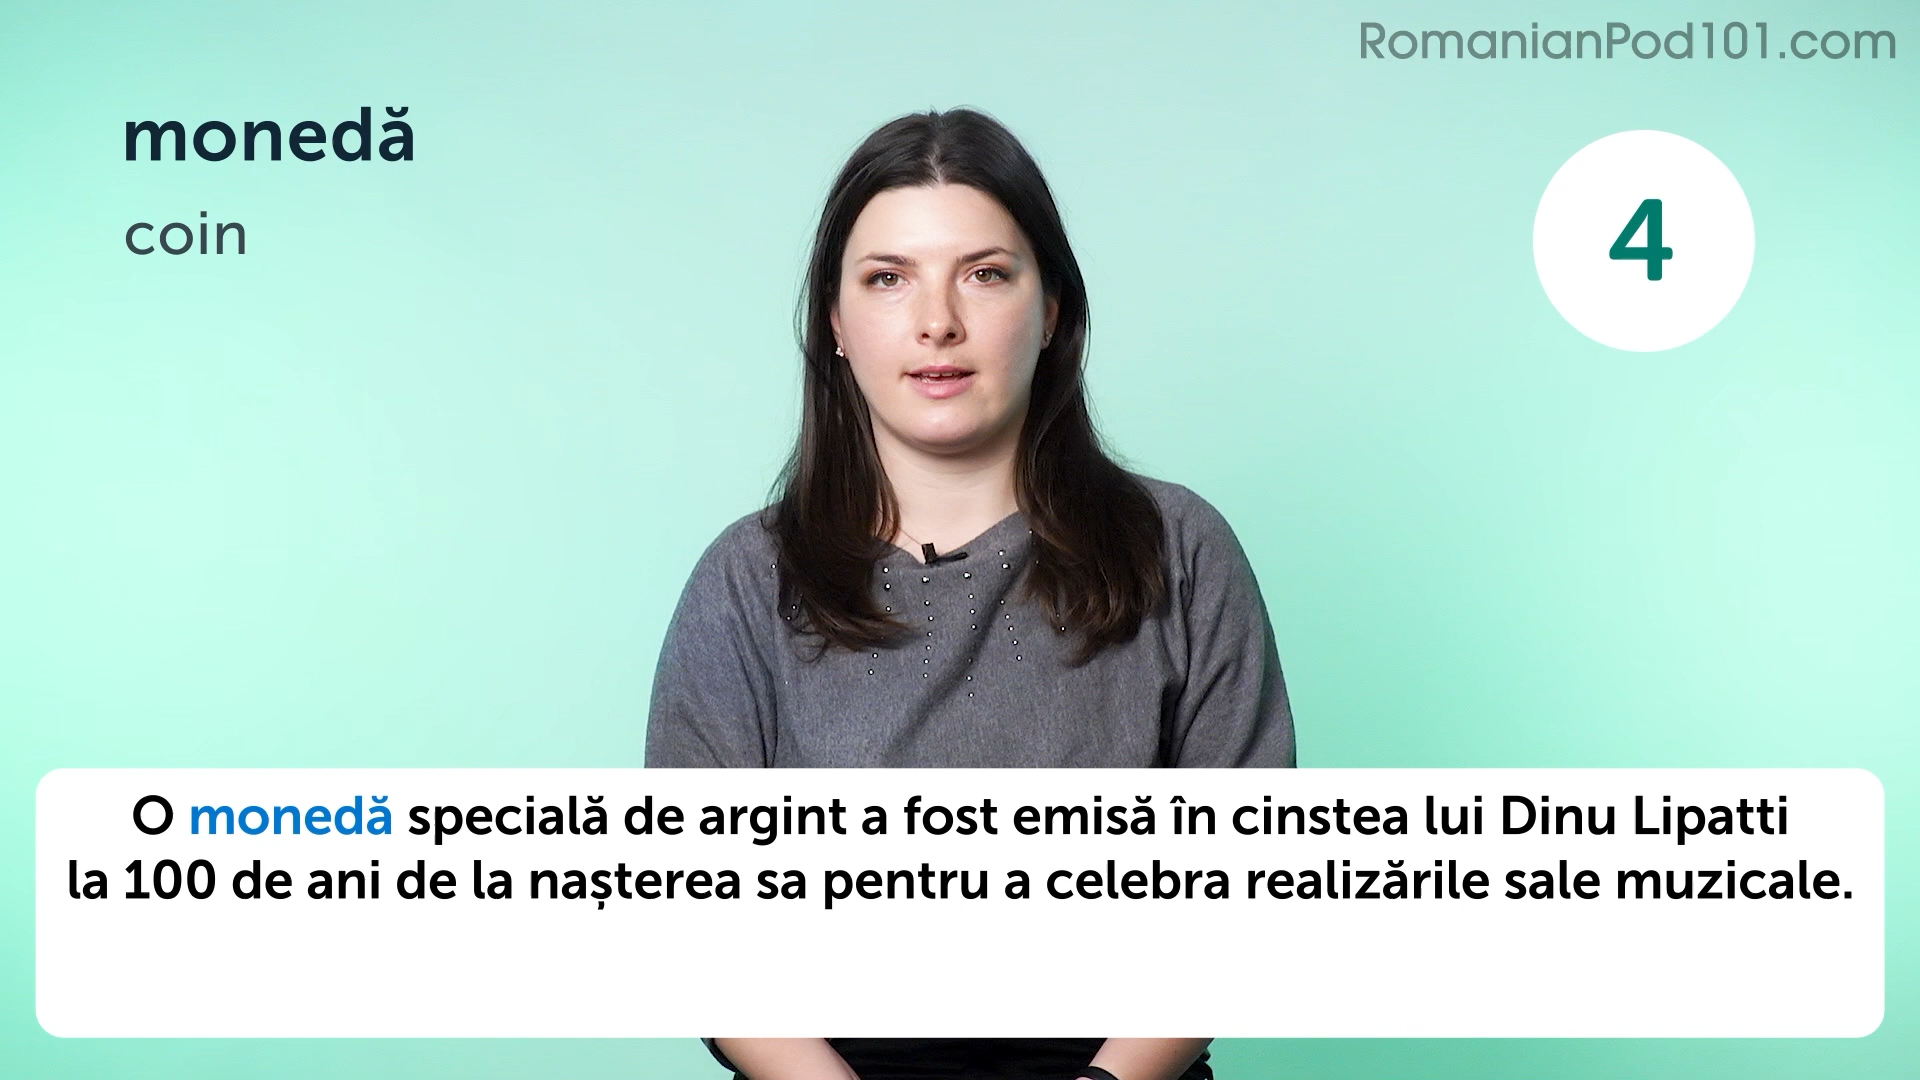 RomanianPod101.com
monedă
coin
4
O monedă specială de argint a fost emisă în cinstea lui Dinu Lipatti
la 100 de ani de la nașterea sa pentru a celebra realizările sale muzicale.